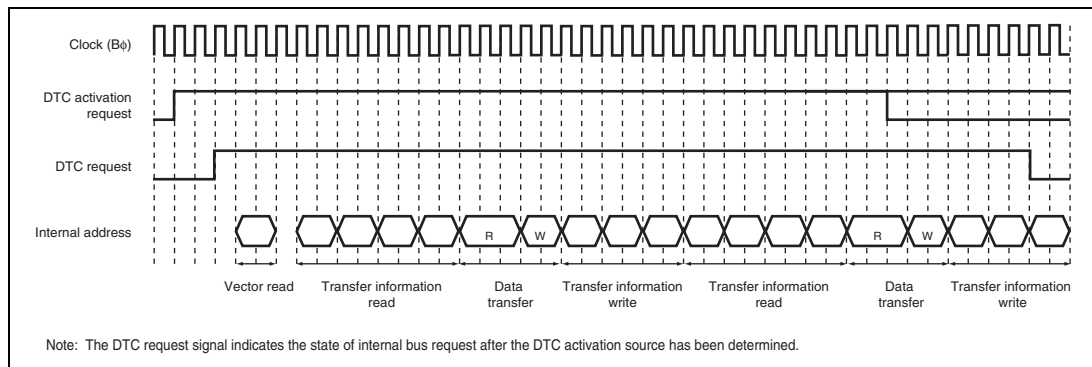 Clock (Bφ)
DTC activation
request
DTC request
Internal address
R
W
R
W
Vector read
Transfer information
read
Data
transfer
Transfer information
write
Transfer information
read
Data
transfer
Transfer information
write
Note: The DTC request signal indicates the state of internal bus request after the DTC activation source has been determined.